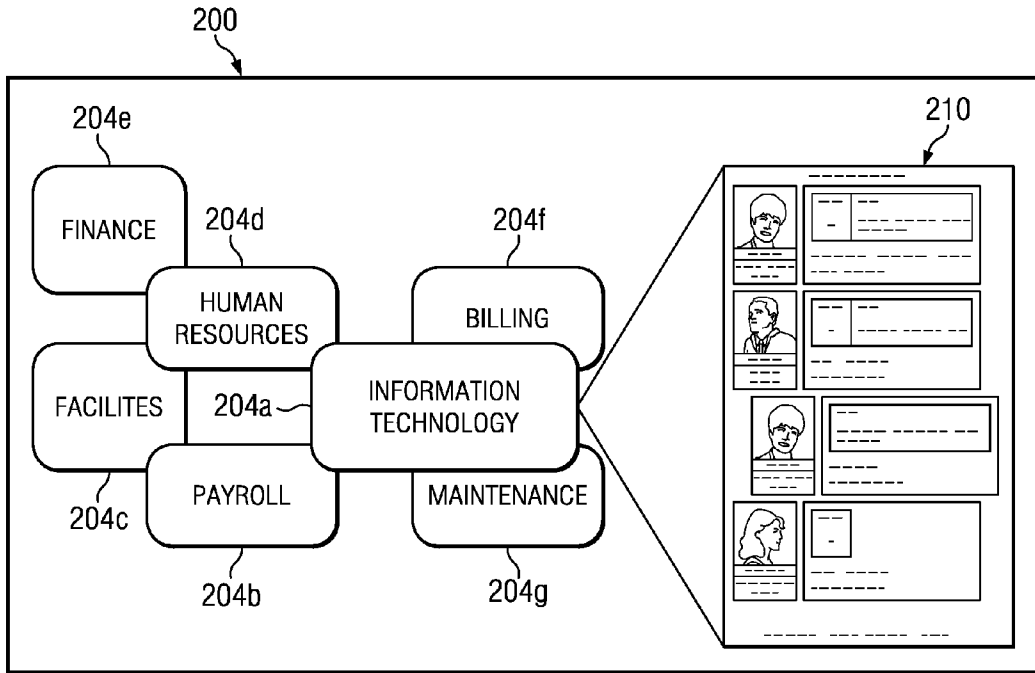 200
204e
210
FINANCE
204d
204f
HUMAN
RESOURCES
BILLING
FACILITES
204a
INFORMATION
TECHNOLOGY
PAYROLL
MAINTENANCE
204c
204b
204g